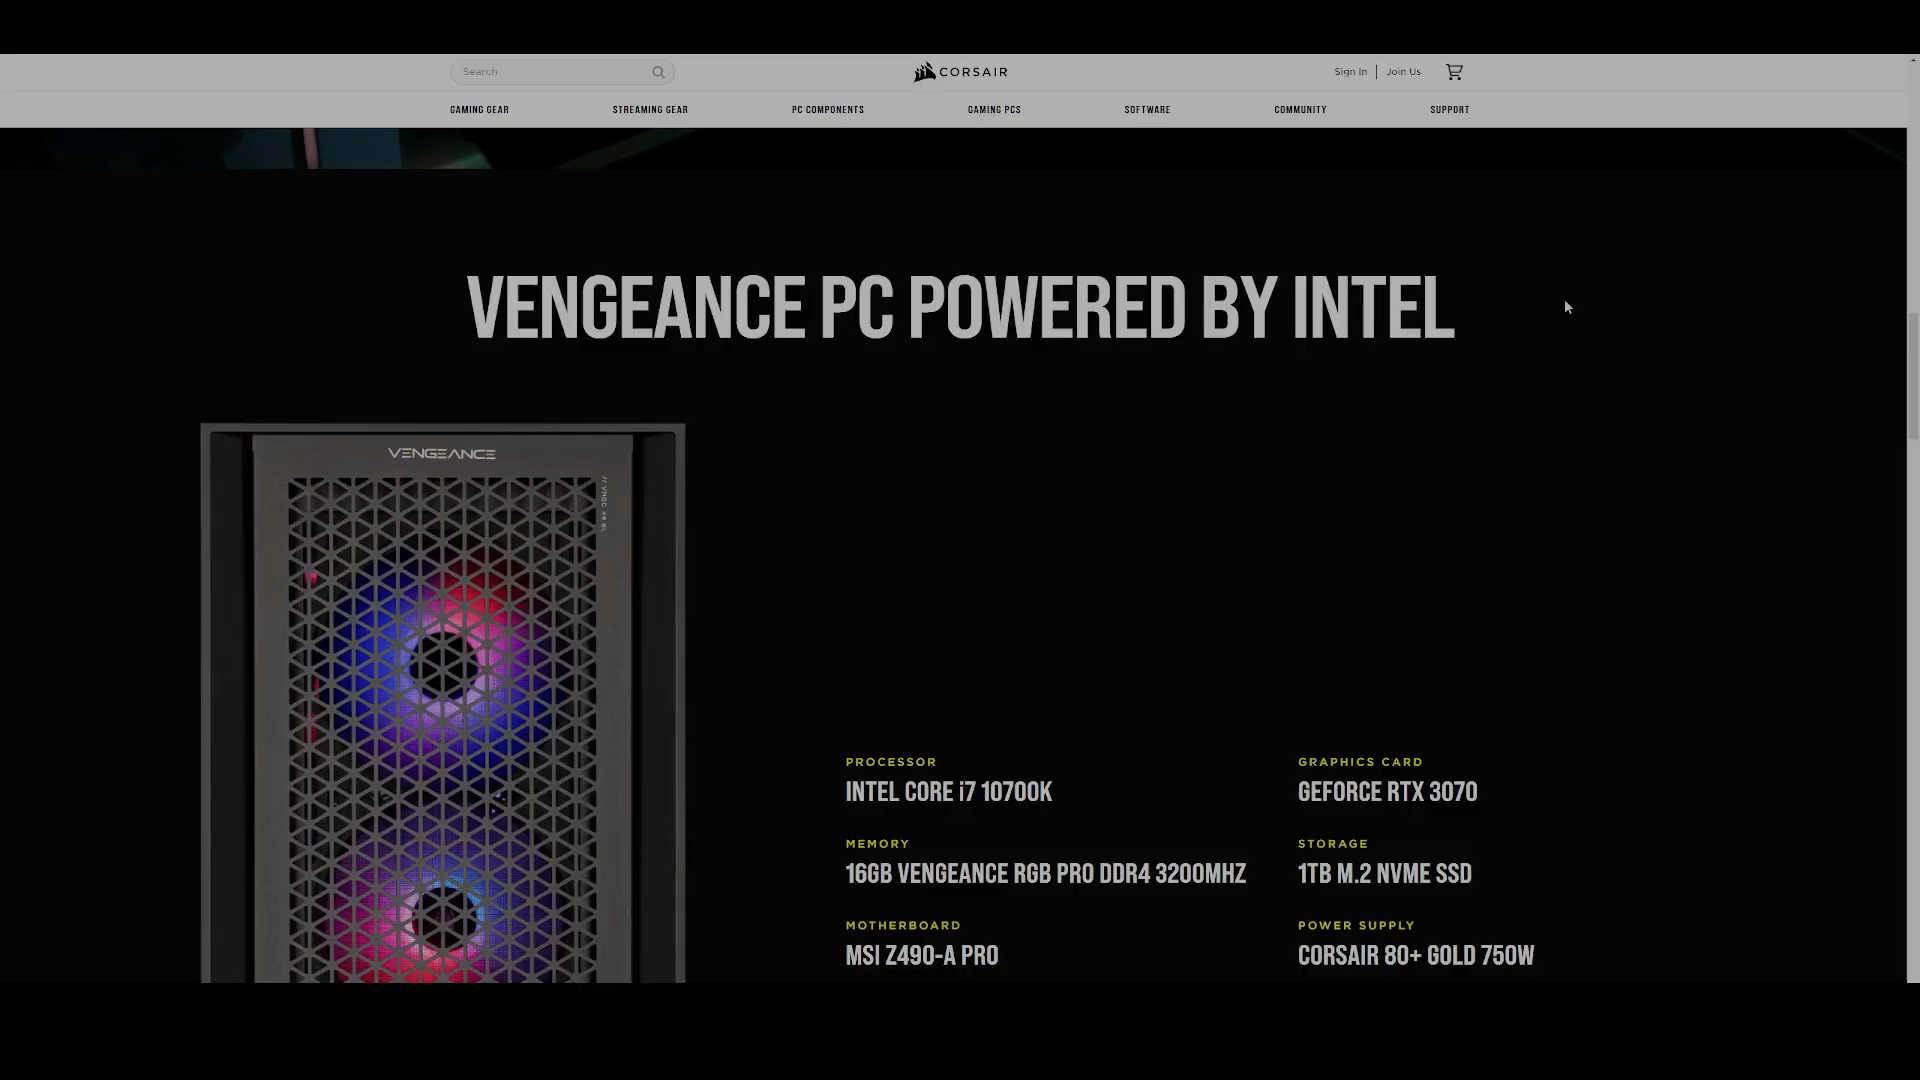 Search
CORSAIR
Sign In
Join Us
GAMING GEAR
STREAMING GEAR
PC COMPONENTS
GAMING PCS
SOFTWARE
COMMUNITY
SUPPORT
VENGEANCE PC POWERED BY INTEL
VENGEANCE
PROCESSOR
INTEL CORE i7 10700K
GRAPHICS CARD
GEFORCE RTX 3070
MEMORY
16GB VENGEANCE RGB PRO DDR4 3200MHZ
STORAGE
1TB M.2 NVME SSD
MOTHERBOARD
MSI Z490-A PRO
POWER SUPPLY
CORSAIR 80+ GOLD 750W